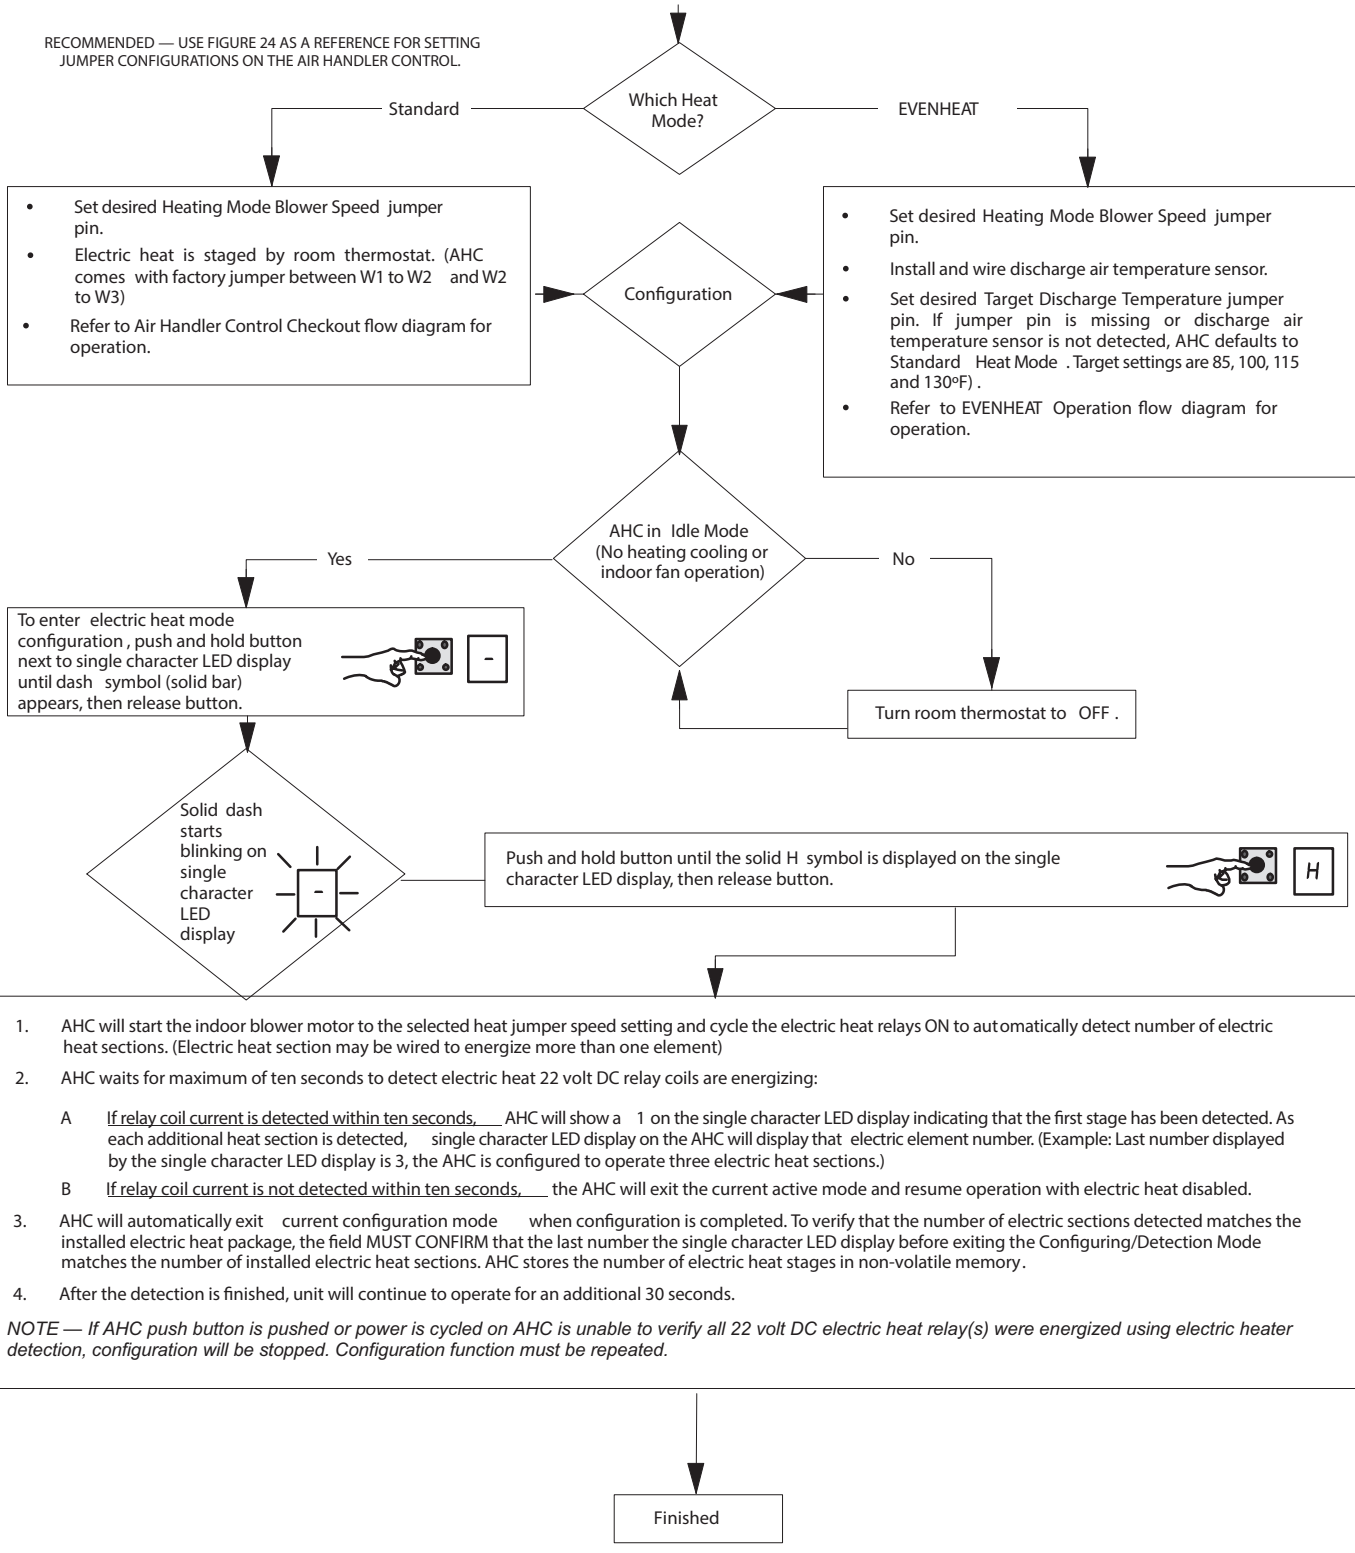 RECOMMENDED — USE FIGURE 24 AS A REFERENCE FOR SETTING
JUMPER CONFIGURATIONS ON THE AIR HANDLER CONTROL.
Which Heat
Mode?
Standard
EVENHEAT
• Set desired Heating Mode Blower Speed jumper
pin.
• Electric heat is staged by room thermostat. (AHC
comes with factory jumper between W1 to W2 and W2
to W3)
• Refer to Air Handler Control Checkout flow diagram for
operation.
Configuration
• Set desired Heating Mode Blower Speed jumper
pin.
• Install and wire discharge air temperature sensor.
• Set desired Target Discharge Temperature jumper
pin. If jumper pin is missing or discharge air
temperature sensor is not detected, AHC defaults to
Standard Heat Mode . Target settings are 85, 100, 115
and 130ºF) .
• Refer to EVENHEAT Operation flow diagram for
operation.
AHC in Idle Mode
(No heating cooling or
indoor fan operation)
Yes
No
To enter electric heat mode
configuration , push and hold button
next to single character LED display
until dash symbol (solid bar)
appears, then release button.
-
Turn room thermostat to OFF .
Solid dash
starts
blinking on
single
character
LED
display
-
Push and hold button until the solid H symbol is displayed on the single
character LED display, then release button.
H
1. AHC will start the indoor blower motor to the selected heat jumper speed setting and cycle the electric heat relays ON to automatically detect number of electric
heat sections. (Electric heat section may be wired to energize more than one element)
2. AHC waits for maximum of ten seconds to detect electric heat 22 volt DC relay coils are energizing:
A If relay coil current is detected within ten seconds, AHC will show a 1 on the single character LED display indicating that the first stage has been detected. As
each additional heat section is detected, single character LED display on the AHC will display that electric element number. (Example: Last number displayed
by the single character LED display is 3, the AHC is configured to operate three electric heat sections.)
B If relay coil current is not detected within ten seconds, the AHC will exit the current active mode and resume operation with electric heat disabled.
3. AHC will automatically exit current configuration mode when configuration is completed. To verify that the number of electric sections detected matches the
installed electric heat package, the field MUST CONFIRM that the last number the single character LED display before exiting the Configuring/Detection Mode
matches the number of installed electric heat sections. AHC stores the number of electric heat stages in non-volatile memory.
4. After the detection is finished, unit will continue to operate for an additional 30 seconds.
NOTE — If AHC push button is pushed or power is cycled on AHC is unable to verify all 22 volt DC electric heat relay(s) were energized using electric heater
detection, configuration will be stopped. Configuration function must be repeated.
Finished